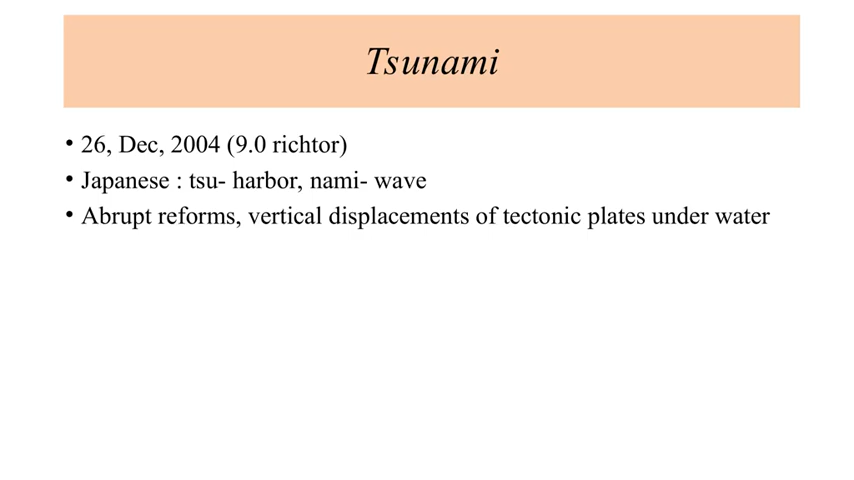 Tsunami
• 26, Dec, 2004 (9.0 richtor)
• Japanese : tsu- harbor, nami- wave
• Abrupt reforms, vertical displacements of tectonic plates under water